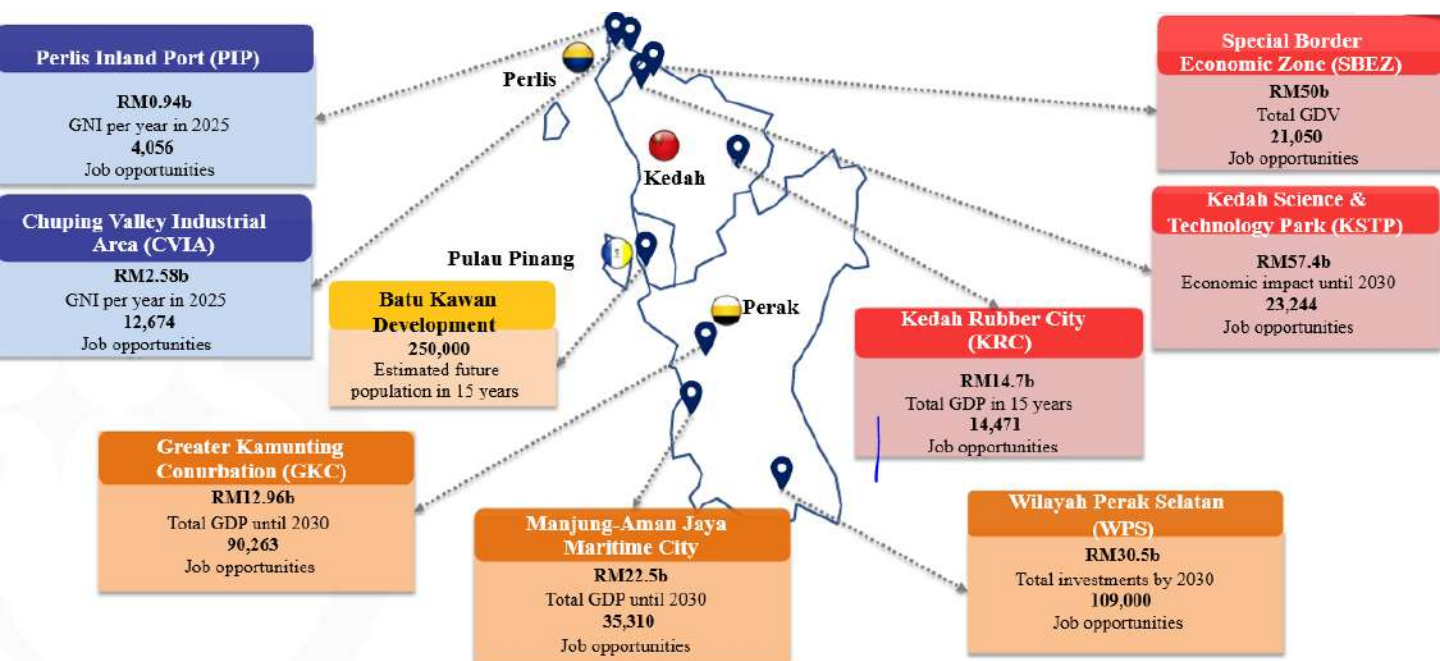 Perlis Inland Port (PIP)
RM0.94b
GNI per year in 2025
4,056
Job opportunities
Chuping Valley Industrial
Area (CVIA)
RM2.58b
GNI per year in 2025
12,674
Job opportunities
Perlis
Kedah
Pulau Pinang
Perak
Batu Kawan
Development
250,000
Estimated future
population in 15 years
Special Border
Economic Zone (SBEZ)
RM50b
Total GDV
21,050
Job opportunities
Kedah Science &
Technology Park (KSTP)
RM57.4b
Economic impact until 2030
23,244
Job opportunities
Kedah Rubber City
(KRC)
RM14.7b
Total GDP in 15 years
14,471
Job opportunities
Greater Kamunting
Conurbation (GKC)
RM12.96b
Total GDP until 2030
90,263
Job opportunities
Manjung-Aman Jaya
Maritime City
RM22.5b
Total GDP until 2030
35,310
Job opportunities
Wilayah Perak Selatan
(WPS)
RM30.5b
Total investments by 2030
109,000
Job opportunities